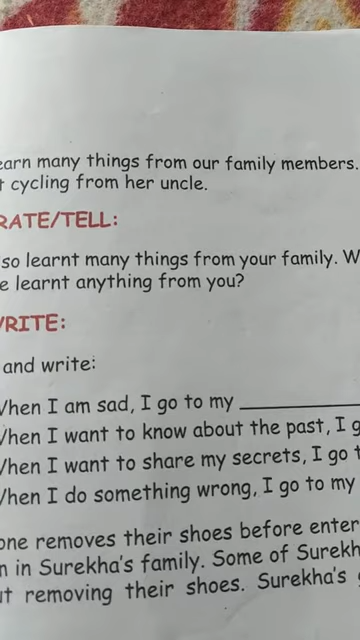 earn many things from our family members.
t cycling from her uncle.
RATE/TELL:
so learnt many things from your family. W
e learnt anything from you?
WRITE:
and write:
When I am sad, I go to my
When I want to know about the past, I g
When I want to share my secrets, I go t
When I do something wrong, I go to my
one removes their shoes before enter
n in Surekha's family. Some of Surekh
ut removing their shoes. Surekha's